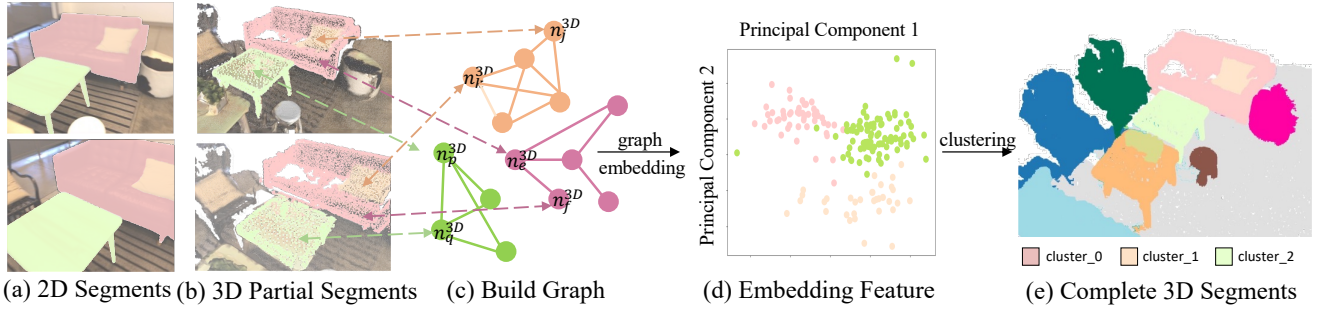 n_j^3D
n_i^3D
n_p^3D
n_e^3D
n_f^3D
n_q^3D
graph
embedding
Principal Component 1
Principal Component 2
clustering
cluster_0
cluster_1
cluster_2
(a) 2D Segments
(b) 3D Partial Segments
(c) Build Graph
(d) Embedding Feature
(e) Complete 3D Segments